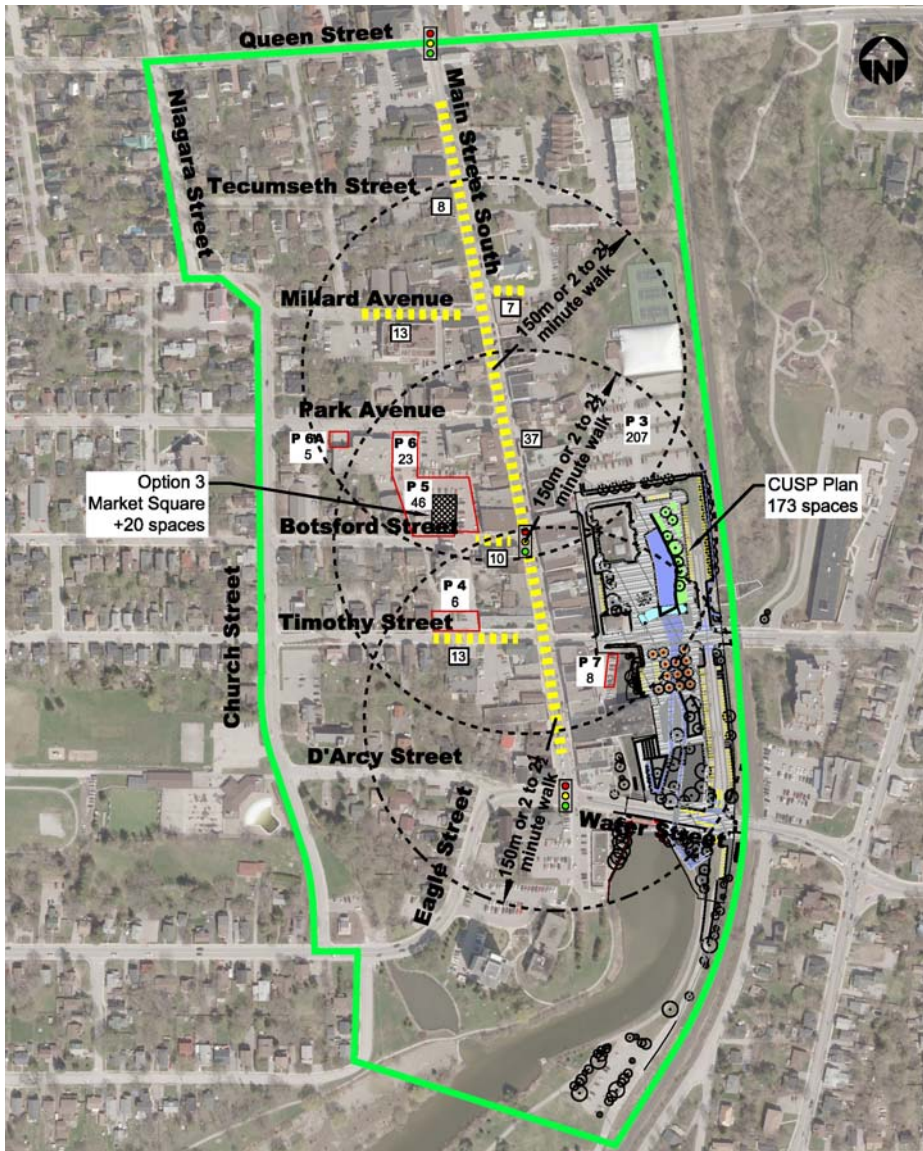 Queen Street
N
Niagara Street
Main Street South
Tecumseth Street
8
150m or 2 to 2½
minute walk
Millard Avenue
7
13
150m or 2 to 2½
minute walk
Park Avenue
P 6A
5
P 6
23
37
P 3
207
Option 3
Market Square
+20 spaces
P 5
46
CUSP Plan
173 spaces
Botsford Street
10
P 4
6
Timothy Street
13
P 7
8
Church Street
D'Arcy Street
150m or 2 to 2½
minute walk
Eagle Street
Water Street